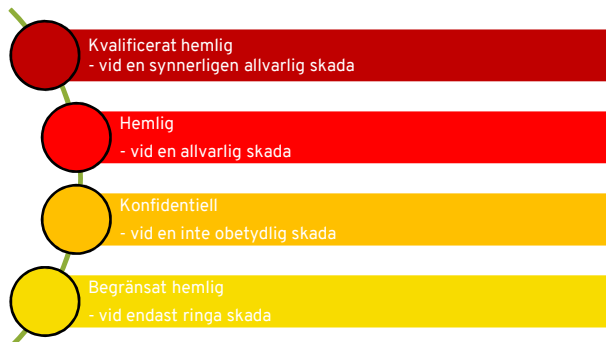 Kvalificerat hemlig
- vid en synnerligen allvarlig skada
Hemlig
- vid en allvarlig skada
Konfidentiell
- vid en inte obetydlig skada
Begränsat hemlig
- vid endast ringa skada